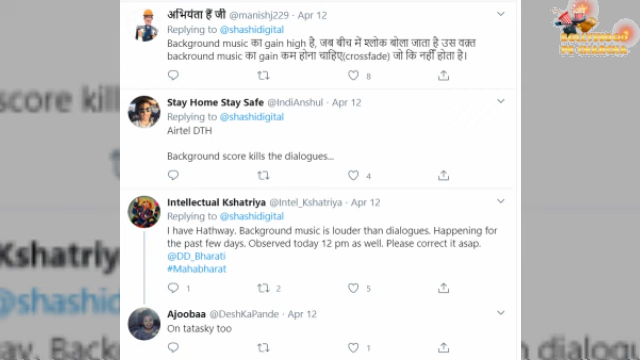 अभियंता हैं जी @manishj229 · Apr 12
Replying to @shashidigital
Background music का gain high है, जब बीच में श्लोक बोला जाता है उस वक़्त
backround music का gain कम होना चाहिए(crossfade) जो कि नहीं होता है।
8
Stay Home Stay Safe @IndiAnshul · Apr 12
Replying to @shashidigital
Airtel DTH
Background score kills the dialogues...
4
Intellectual Kshatriya @Intel_Kshatriya · Apr 12
Replying to @shashidigital
I have Hathway. Background music is louder than dialogues. Happening for
the past few days. Observed today 12 pm as well. Please correct it asap.
@DD_Bharati
#Mahabharat
1 2 5
Ajoobaa @DeshKaPande · Apr 12
On tatasky too
1